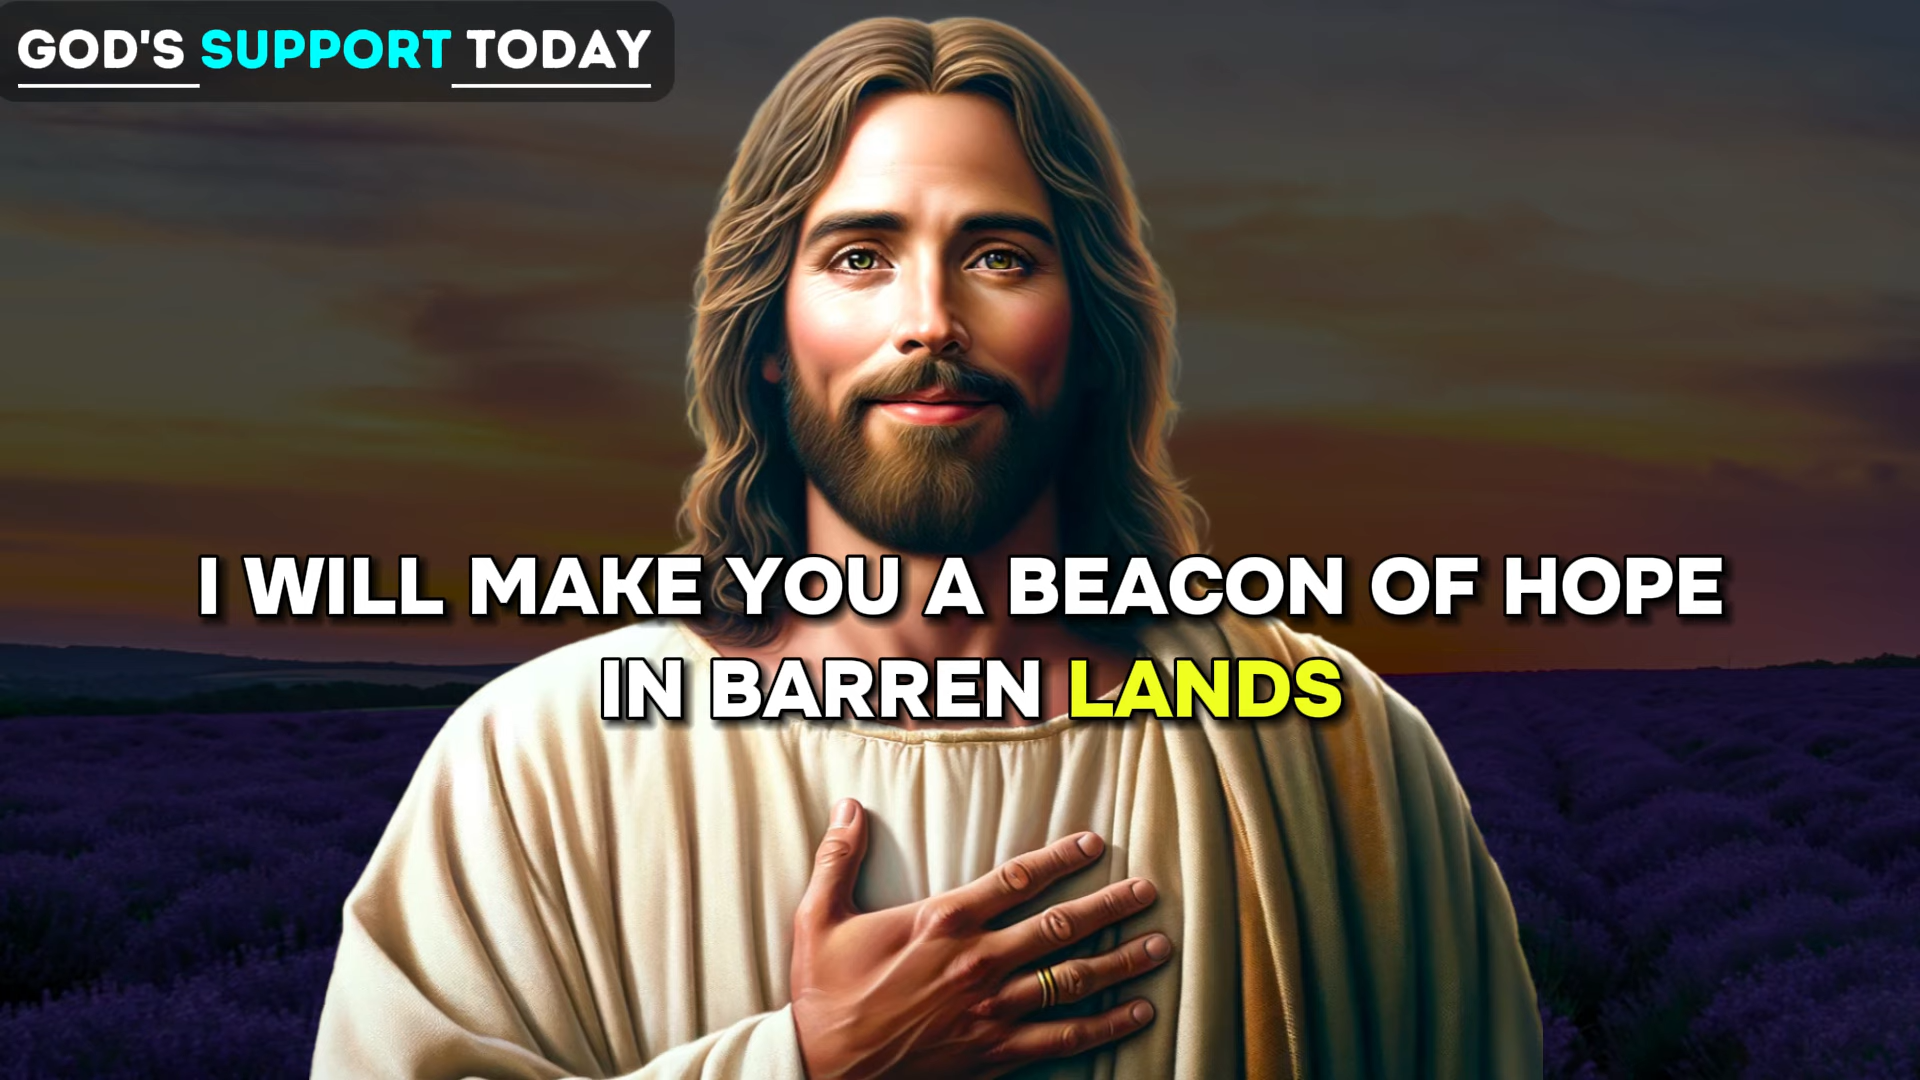 GOD'S SUPPORT TODAY
I WILL MAKE YOU A BEACON OF HOPE
IN BARREN LANDS